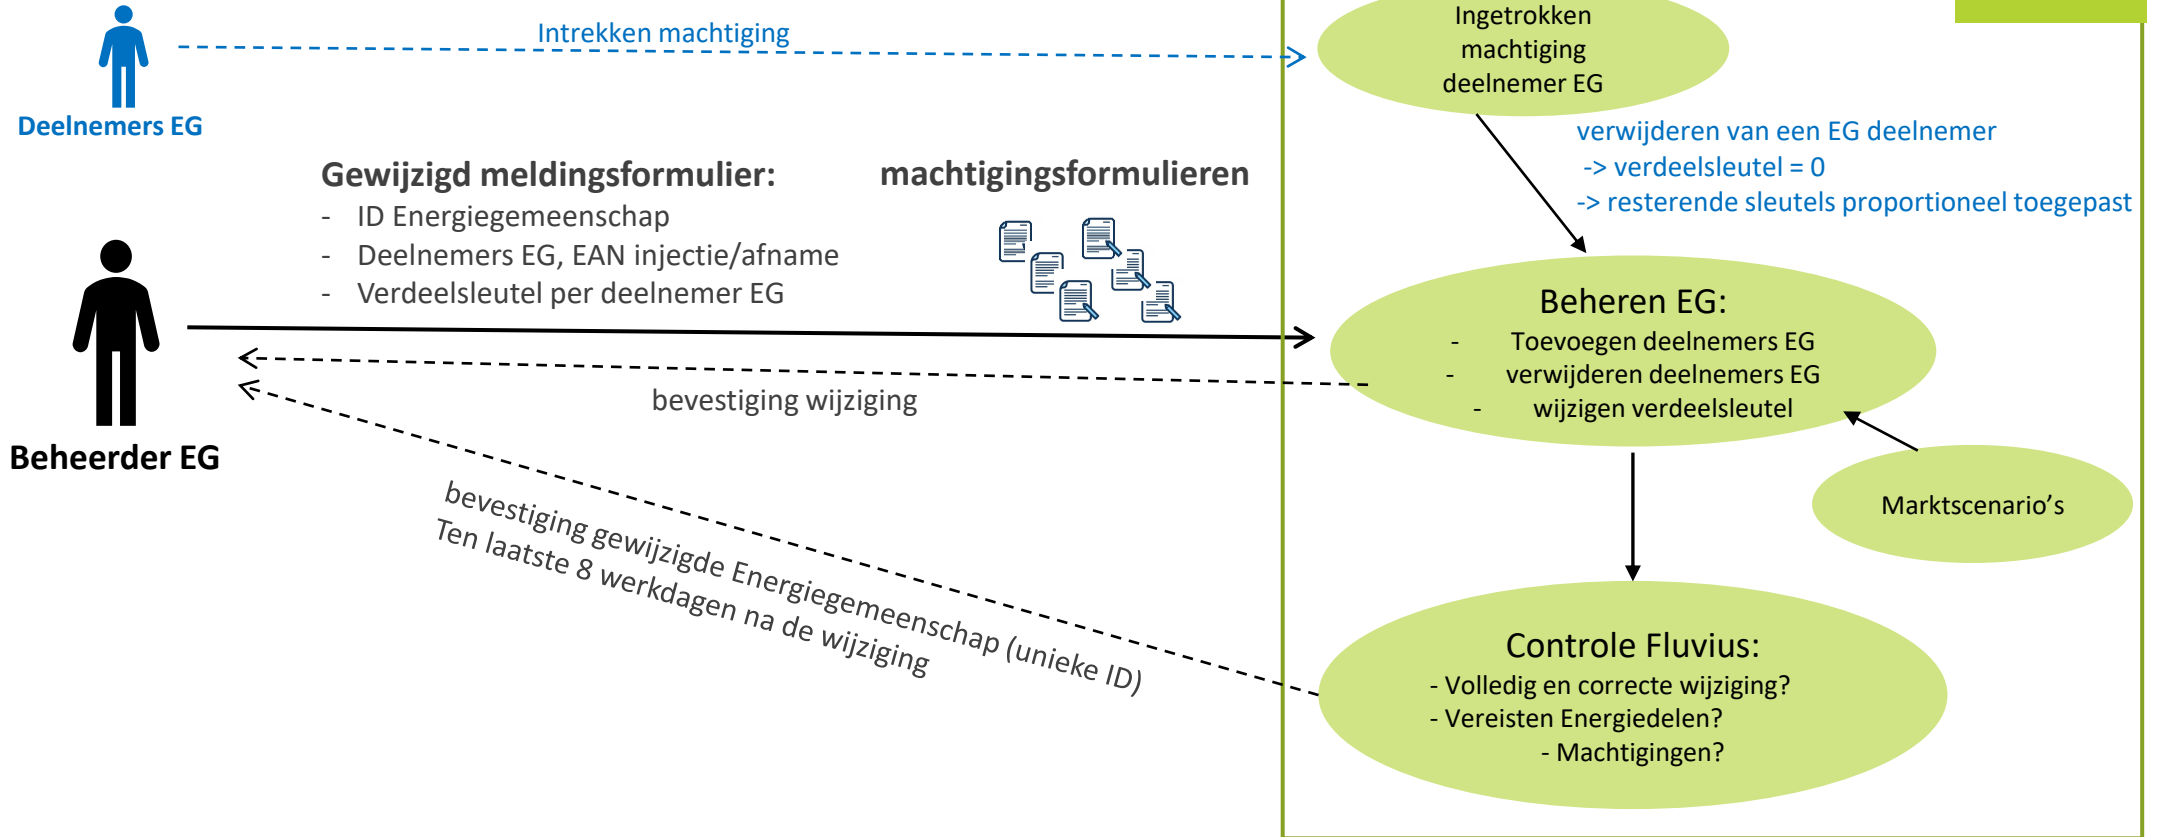 Intrekken machtiging
Deelnemers EG
Ingetrokken
machtiging
deelnemer EG
verwijderen van een EG deelnemer
-> verdeelsleutel = 0
-> resterende sleutels proportioneel toegepast
Gewijzigd meldingsformulier:
- ID Energiegemeenschap
- Deelnemers EG, EAN injectie/afname
- Verdeelsleutel per deelnemer EG
machtigingsformulieren
Beheerder EG
Beheren EG:
- Toevoegen deelnemers EG
- verwijderen deelnemers EG
- wijzigen verdeelsleutel
bevestiging wijziging
Marktscenario's
bevestiging gewijzigde Energiegemeenschap (unieke ID)
Ten laatste 8 werkdagen na de wijziging
Controle Fluvius:
- Volledig en correcte wijziging?
- Vereisten Energiedelen?
- Machtigingen?